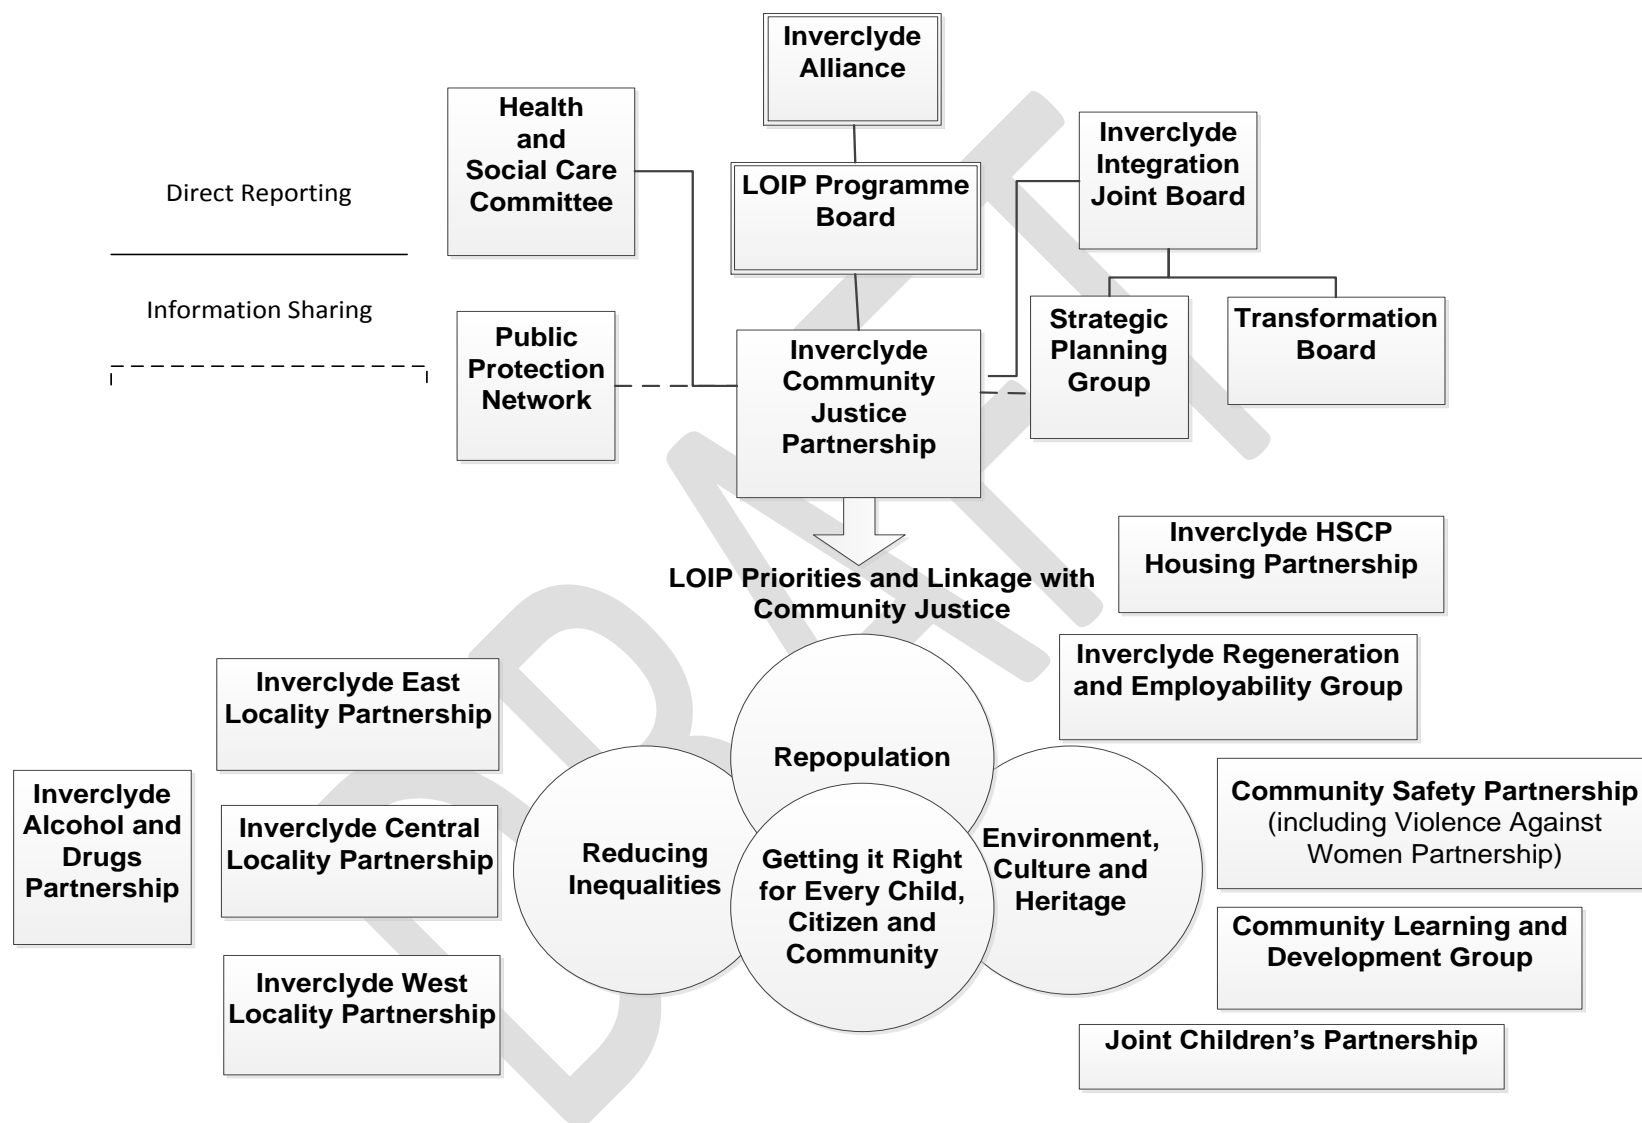 Inverclyde
Alliance
Health
and
Social Care
Committee
Inverclyde
Integration
Joint Board
LOIP Programme
Board
Direct Reporting
Information Sharing
Public
Protection
Network
Inverclyde
Community
Justice
Partnership
Strategic
Planning
Group
Transformation
Board
LOIP Priorities and Linkage with
Community Justice
Inverclyde HSCP
Housing Partnership
Inverclyde Regeneration
and Employability Group
Inverclyde East
Locality Partnership
Inverclyde
Alcohol and
Drugs
Partnership
Inverclyde Central
Locality Partnership
Inverclyde West
Locality Partnership
Repopulation
Reducing
Inequalities
Getting it Right
for Every Child,
Citizen and
Community
Environment,
Culture and
Heritage
Community Safety Partnership
(including Violence Against
Women Partnership)
Community Learning and
Development Group
Joint Children's Partnership
DRAFT